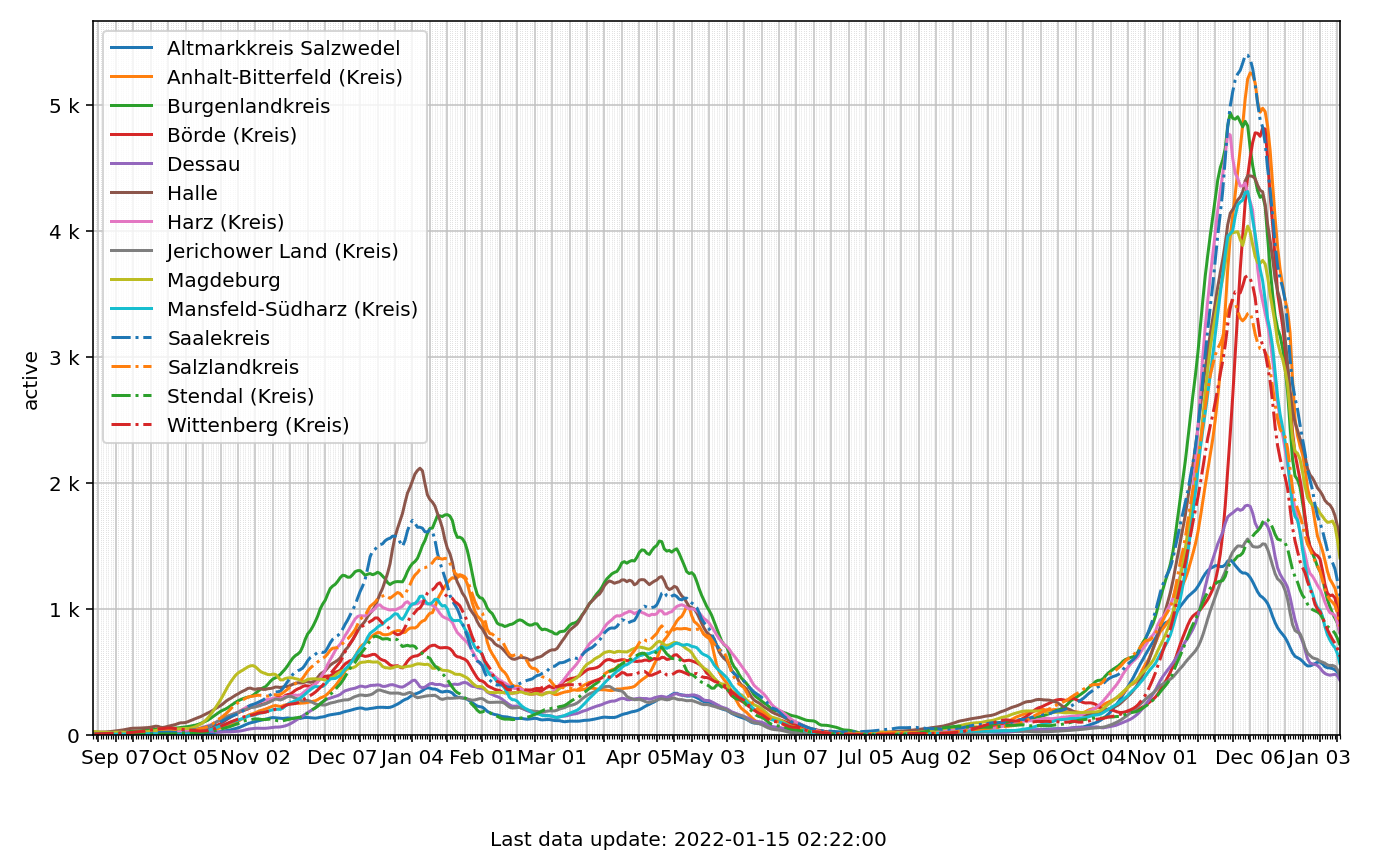 5 k
4 k
3 k
2 k
1 k
0
active
Altmarkkreis Salzwedel
Anhalt-Bitterfeld (Kreis)
Burgenlandkreis
Börde (Kreis)
Dessau
Halle
Harz (Kreis)
Jerichower Land (Kreis)
Magdeburg
Mansfeld-Südharz (Kreis)
Saalekreis
Salzlandkreis
Stendal (Kreis)
Wittenberg (Kreis)
Sep 07 Oct 05 Nov 02 Dec 07 Jan 04 Feb 01 Mar 01 Apr 05 May 03 Jun 07 Jul 05 Aug 02 Sep 06 Oct 04 Nov 01 Dec 06 Jan 03
Last data update: 2022-01-15 02:22:00